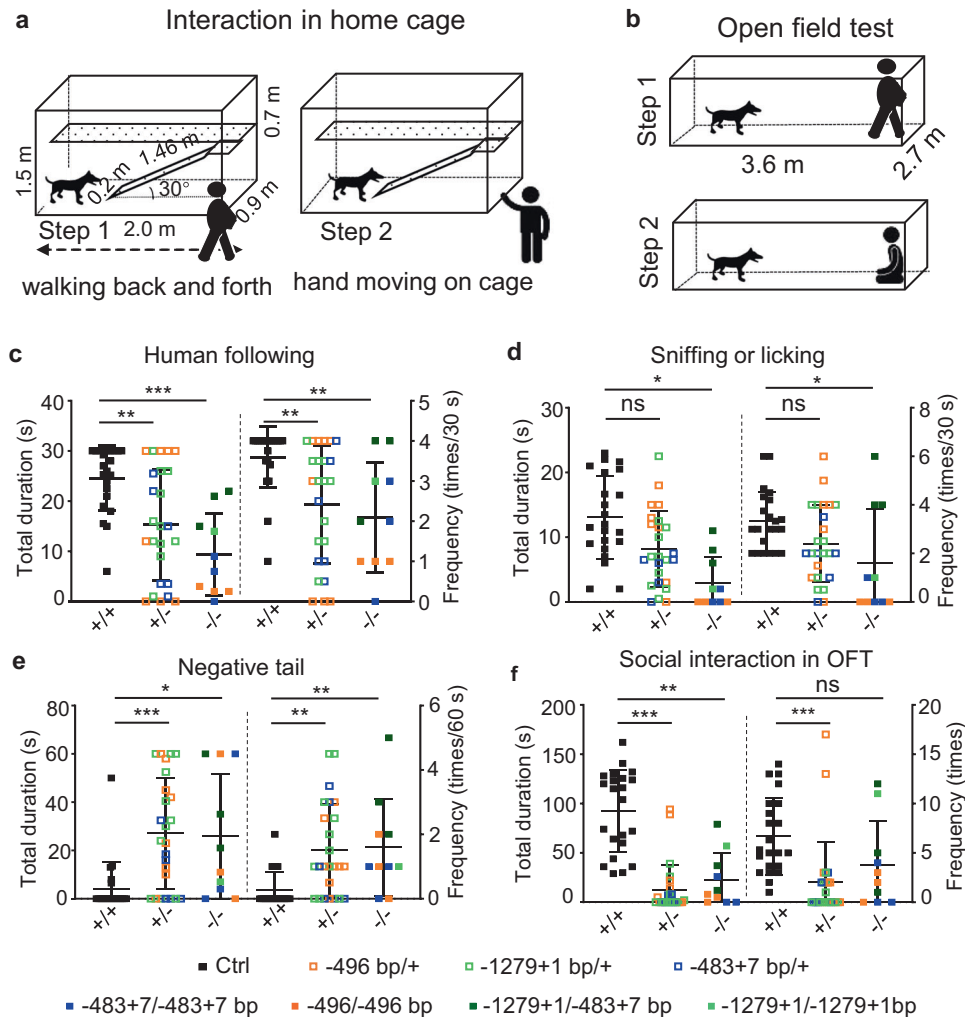 a Interaction in home cage
b Open field test
1.5 m
0.2 m
1.46 m
30°
0.7 m
0.9 m
Step 1
2.0 m
walking back and forth
Step 2
hand moving on cage
Step 1
3.6 m
2.7 m
Step 2
c Human following
*** **
** **
Total duration (s)
40
30
20
10
0
Frequency (times/30 s)
5
4
3
2
1
0
+/+ +/- -/- +/+ +/- -/-
d Sniffing or licking
* *
ns ns
Total duration (s)
30
20
10
0
Frequency (times/30 s)
8
6
4
2
0
+/+ +/- -/- +/+ +/- -/-
e Negative tail
* **
*** **
Total duration (s)
80
60
40
20
0
Frequency (times/60 s)
6
4
2
0
+/+ +/- -/- +/+ +/- -/-
f Social interaction in OFT
** ns
*** ***
Total duration (s)
200
150
100
50
0
Frequency (times)
20
15
10
5
0
+/+ +/- -/- +/+ +/- -/-
Ctrl -496 bp/+ -1279+1 bp/+ -483+7 bp/+
-483+7/-483+7 bp -496/-496 bp -1279+1/-483+7 bp -1279+1/-1279+1bp